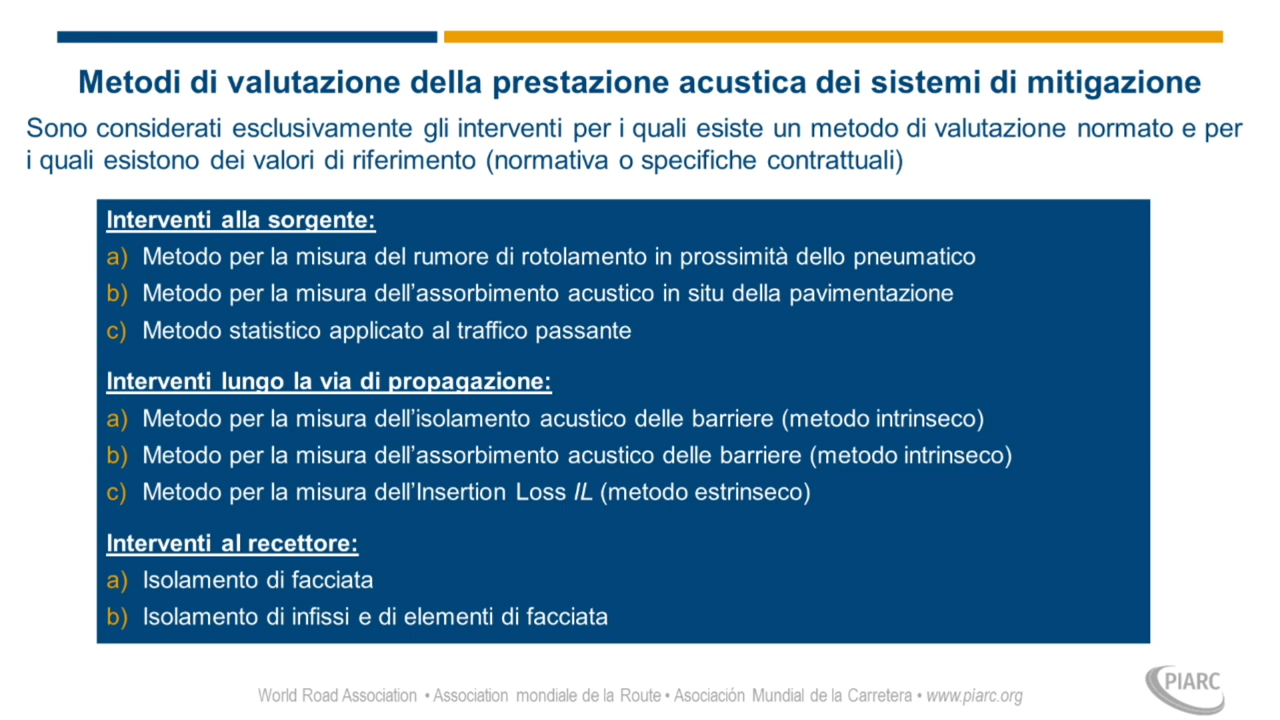 Metodi di valutazione della prestazione acustica dei sistemi di mitigazione
Sono considerati esclusivamente gli interventi per i quali esiste un metodo di valutazione normato e per
i quali esistono dei valori di riferimento (normativa o specifiche contrattuali)
Interventi alla sorgente:
a) Metodo per la misura del rumore di rotolamento in prossimità dello pneumatico
b) Metodo per la misura dell’assorbimento acustico in situ della pavimentazione
c) Metodo statistico applicato al traffico passante
Interventi lungo la via di propagazione:
a) Metodo per la misura dell’isolamento acustico delle barriere (metodo intrinseco)
b) Metodo per la misura dell’assorbimento acustico delle barriere (metodo intrinseco)
c) Metodo per la misura dell’Insertion Loss IL (metodo estrinseco)
Interventi al recettore:
a) Isolamento di facciata
b) Isolamento di infissi e di elementi di facciata
World Road Association • Association mondiale de la Route • Asociación Mundial de la Carretera • www.piarc.org
PIARC